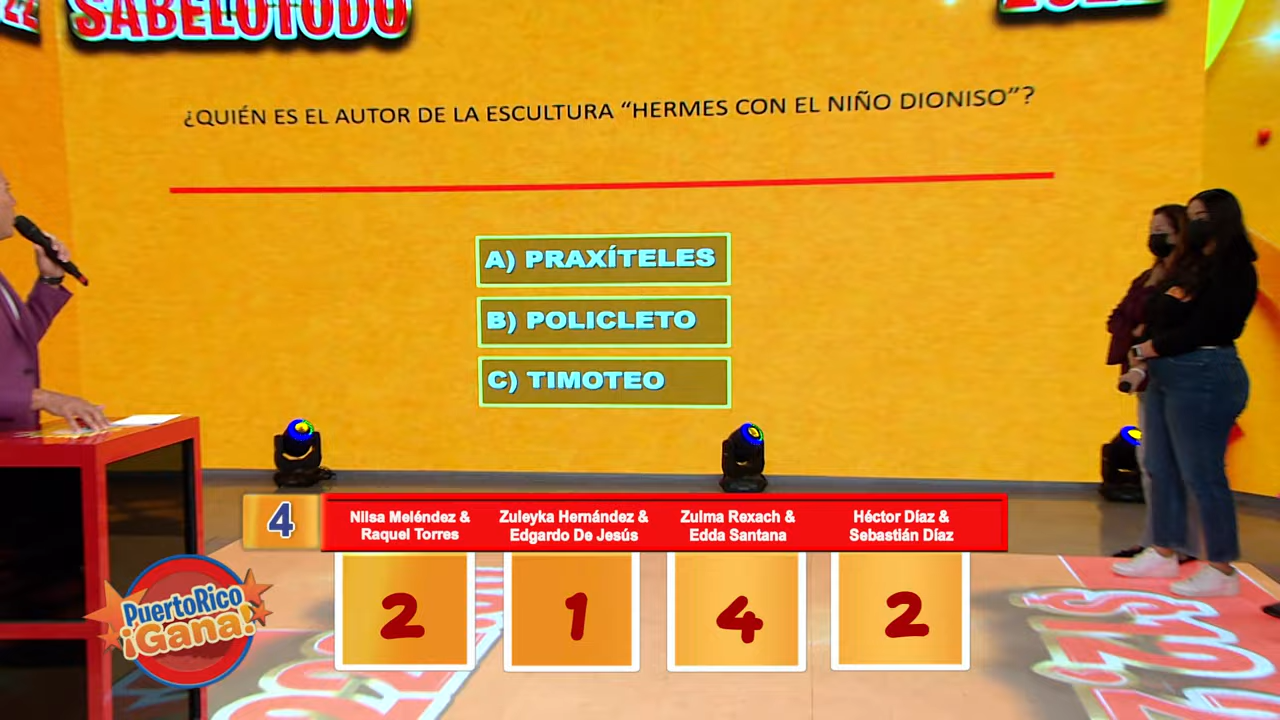 22
SABELOTODO
¿QUIÉN ES EL AUTOR DE LA ESCULTURA “HERMES CON EL NIÑO DIONISO”?
A) PRAXÍTELES
B) POLICLETO
C) TIMOTEO
4
Nilsa Meléndez &
Raquel Torres
Zuleyka Hernández &
Edgardo De Jesús
Zulma Rexach &
Edda Santana
Héctor Díaz &
Sebastián Díaz
2
1
4
2
PuertoRico
¡Gana!